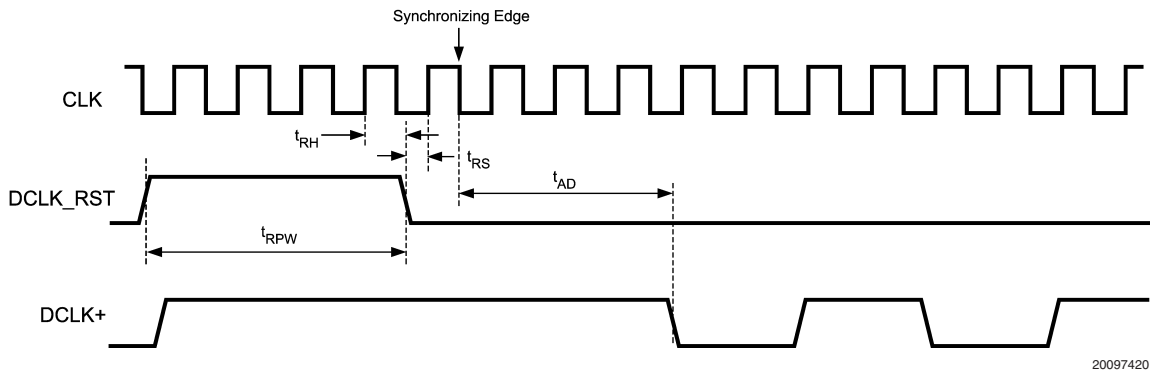 Synchronizing Edge
CLK
tRH
tRS
DCLK_RST
tAD
tRPW
DCLK+
20097420